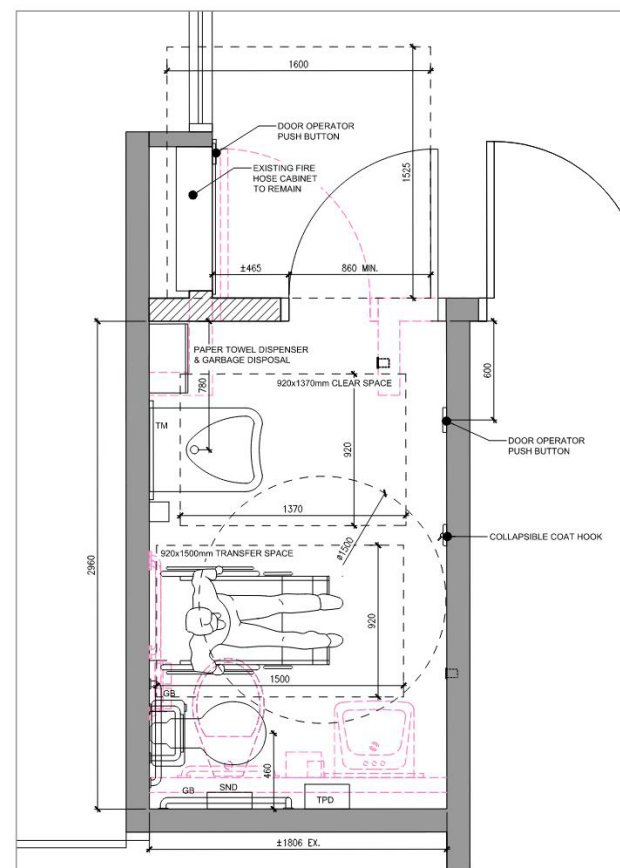 1600
DOOR OPERATOR
PUSH BUTTON
EXISTING FIRE
HOSE CABINET
TO REMAIN
1525
±465
860 MIN.
PAPER TOWEL DISPENSER
& GARBAGE DISPOSAL
780
920x1370mm CLEAR SPACE
600
TM
920
DOOR OPERATOR
PUSH BUTTON
1370
COLLAPSIBLE COAT HOOK
2960
ø1500
920x1500mm TRANSFER SPACE
920
1500
GB
460
GB
SND
TPD
±1806 EX.